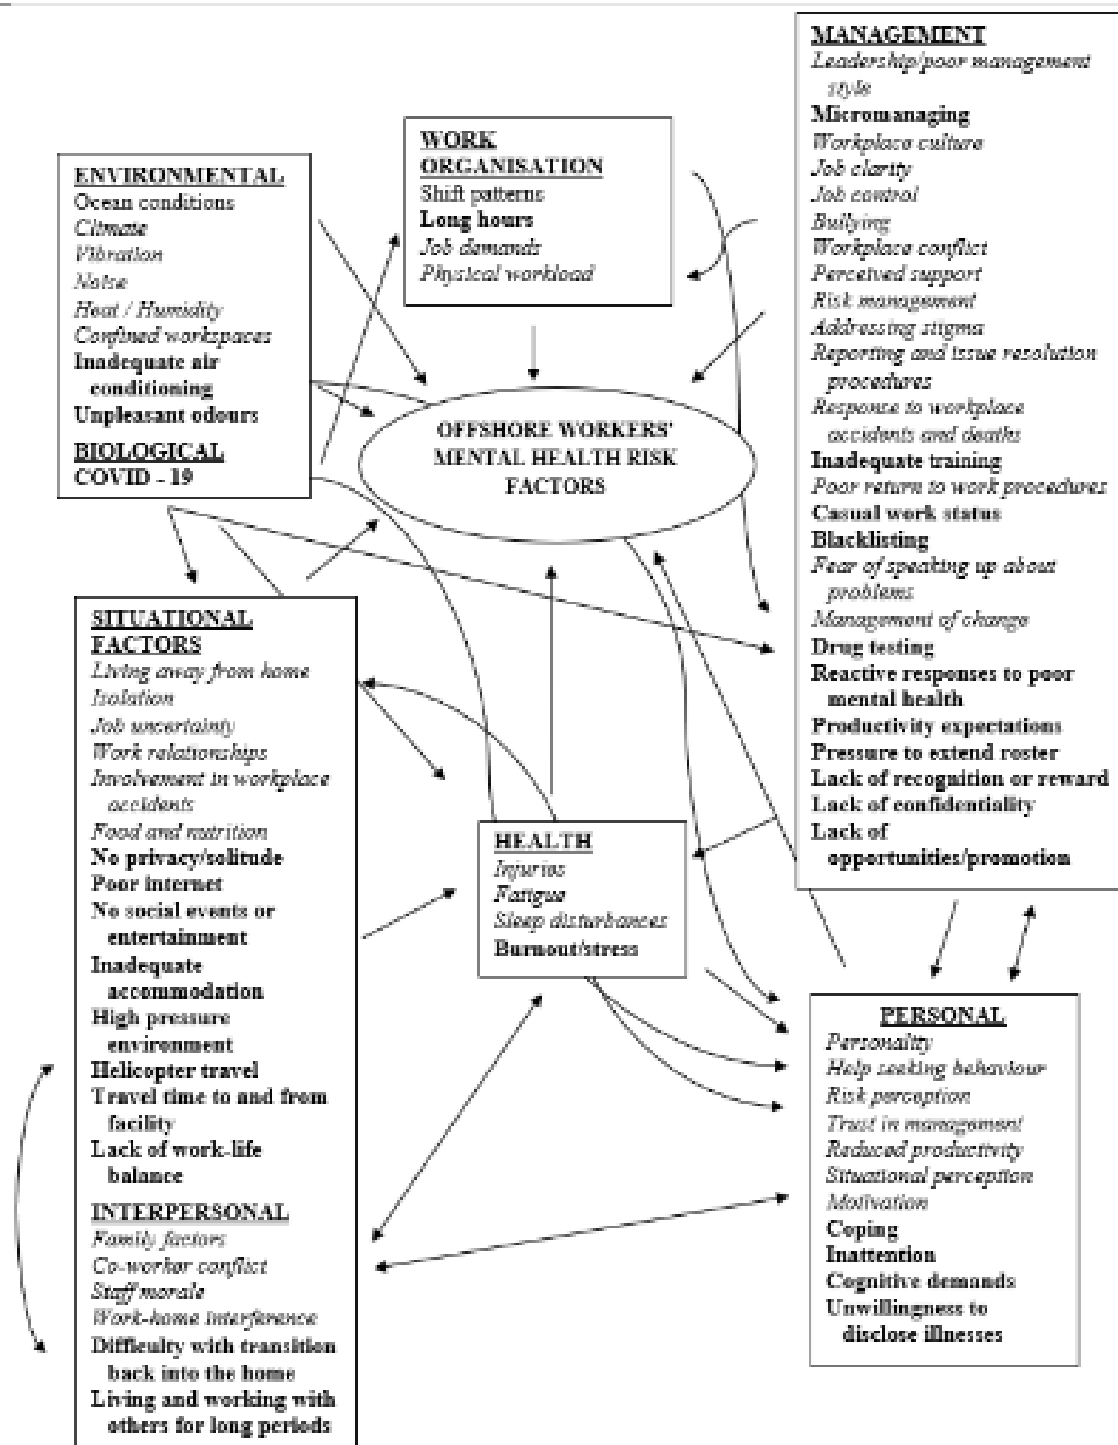 ENVIRONMENTAL
Ocean conditions
Climate
Vibration
Noise
Heat / Humidity
Confined workspaces
Inadequate air
conditioning
Unpleasant odours
BIOLOGICAL
COVID - 19
WORK
ORGANISATION
Shift patterns
Long hours
Job demands
Physical workload
MANAGEMENT
Leadership/poor management
style
Micromanaging
Workplace culture
Job clarity
Job control
Bullying
Workplace conflict
Perceived support
Risk management
Addressing stigma
Reporting and issue resolution
procedures
Response to workplace
accidents and deaths
Inadequate training
Poor return to work procedures
Casual work status
Blacklisting
Fear of speaking up about
problems
Management of change
Drug testing
Reactive responses to poor
mental health
Productivity expectations
Pressure to extend roster
Lack of recognition or reward
Lack of confidentiality
Lack of
opportunities/promotion
OFFSHORE WORKERS'
MENTAL HEALTH RISK
FACTORS
SITUATIONAL
FACTORS
Living away from home
Isolation
Job uncertainty
Work relationships
Involvement in workplace
accidents
Food and nutrition
No privacy/solitude
Poor internet
No social events or
entertainment
Inadequate
accommodation
High pressure
environment
Helicopter travel
Travel time to and from
facility
Lack of work-life
balance
INTERPERSONAL
Family factors
Co-worker conflict
Staff morale
Work-home interference
Difficulty with transition
back into the home
Living and working with
others for long periods
HEALTH
Injuries
Fatigue
Sleep disturbances
Burnout/stress
PERSONAL
Personality
Help seeking behaviour
Risk perception
Trust in management
Reduced productivity
Situational perception
Motivation
Coping
Inattention
Cognitive demands
Unwillingness to
disclose illnesses